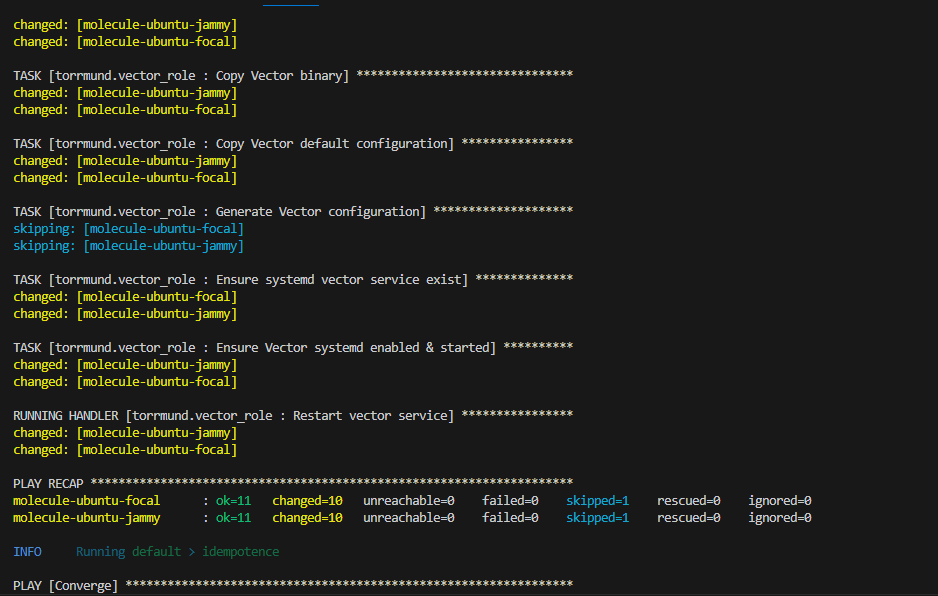 changed: [molecule-ubuntu-jammy]
changed: [molecule-ubuntu-focal]
TASK [torrmund.vector_role : Copy Vector binary] *******************************
changed: [molecule-ubuntu-jammy]
changed: [molecule-ubuntu-focal]
TASK [torrmund.vector_role : Copy Vector default configuration] ****************
changed: [molecule-ubuntu-jammy]
changed: [molecule-ubuntu-focal]
TASK [torrmund.vector_role : Generate Vector configuration] ********************
skipping: [molecule-ubuntu-focal]
skipping: [molecule-ubuntu-jammy]
TASK [torrmund.vector_role : Ensure systemd vector service exist] **************
changed: [molecule-ubuntu-focal]
changed: [molecule-ubuntu-jammy]
TASK [torrmund.vector_role : Ensure Vector systemd enabled & started] **********
changed: [molecule-ubuntu-jammy]
changed: [molecule-ubuntu-focal]
RUNNING HANDLER [torrmund.vector_role : Restart vector service] ****************
changed: [molecule-ubuntu-jammy]
changed: [molecule-ubuntu-focal]
PLAY RECAP *********************************************************************
molecule-ubuntu-focal      : ok=11   changed=10   unreachable=0    failed=0    skipped=1    rescued=0    ignored=0
molecule-ubuntu-jammy      : ok=11   changed=10   unreachable=0    failed=0    skipped=1    rescued=0    ignored=0
INFO     Running default > idempotence
PLAY [Converge] ****************************************************************